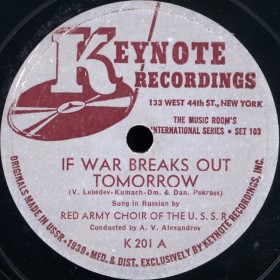 KEYNOTE
RECORDINGS
133 WEST 44th ST., NEW YORK
THE MUSIC ROOM'S
INTERNATIONAL SERIES • SET 103
IF WAR BREAKS OUT
TOMORROW
(V. Lebedev-Kumach-Dm. & Dan. Pokrass)
Sung in Russian by
RED ARMY CHOIR OF THE U. S. S. R.
Conducted by A. V. Alexandrov
K 201 A
ORIGINALS MADE IN USSR - 1939 - MFD. & DIST. EXCLUSIVELY BY KEYNOTE RECORDINGS, INC.